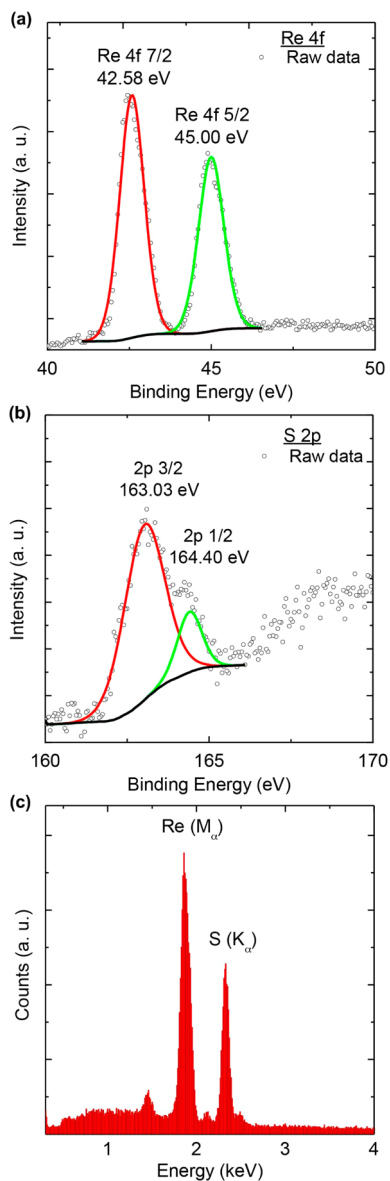 (a)
Re 4f
Raw data
Re 4f 7/2
42.58 eV
Re 4f 5/2
45.00 eV
Intensity (a. u.)
40 45 50
Binding Energy (eV)
(b)
S 2p
Raw data
2p 3/2
163.03 eV
2p 1/2
164.40 eV
Intensity (a. u.)
160 165 170
Binding Energy (eV)
(c)
Re (Mα)
S (Kα)
Counts (a. u.)
1 2 3 4
Energy (keV)